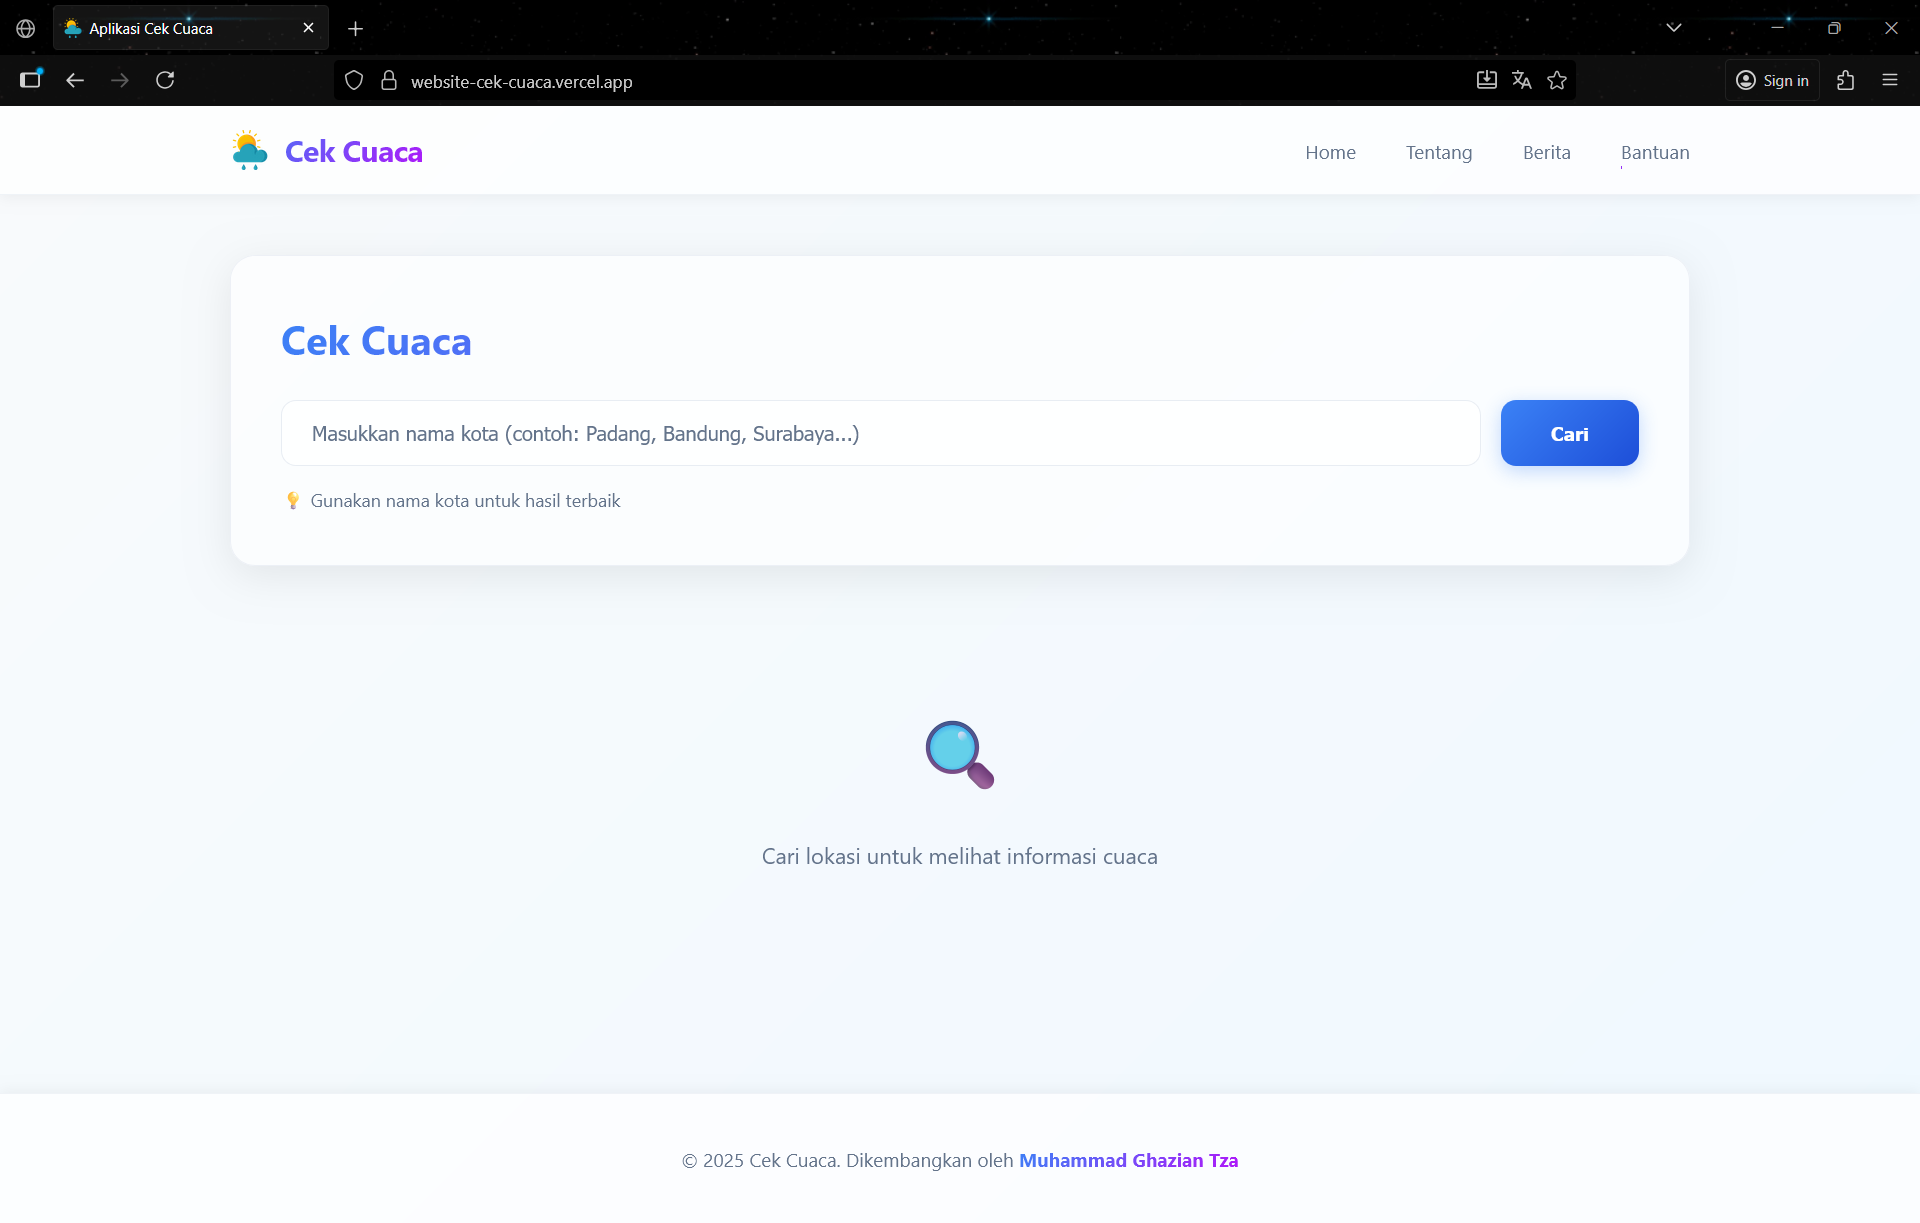 Aplikasi Cek Cuaca
website-cek-cuaca.vercel.app
Sign in
Cek Cuaca
Home
Tentang
Berita
Bantuan
Cek Cuaca
Masukkan nama kota (contoh: Padang, Bandung, Surabaya...)
Cari
Gunakan nama kota untuk hasil terbaik
Cari lokasi untuk melihat informasi cuaca
© 2025 Cek Cuaca. Dikembangkan oleh Muhammad Ghazian Tza